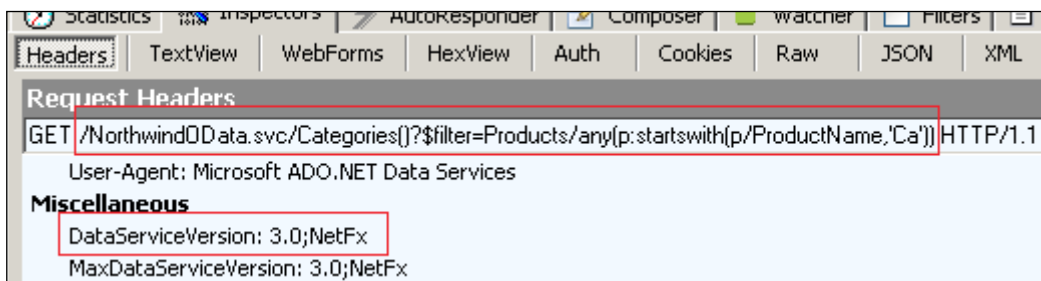 Statistics Inspectors AutoResponder Composer Watcher Filters
Headers TextView WebForms HexView Auth Cookies Raw JSON XML
Request Headers
GET /NorthwindOData.svc/Categories()?$filter=Products/any(p:startswith(p/ProductName,'Ca')) HTTP/1.1
User-Agent: Microsoft ADO.NET Data Services
Miscellaneous
DataServiceVersion: 3.0;NetFx
MaxDataServiceVersion: 3.0;NetFx